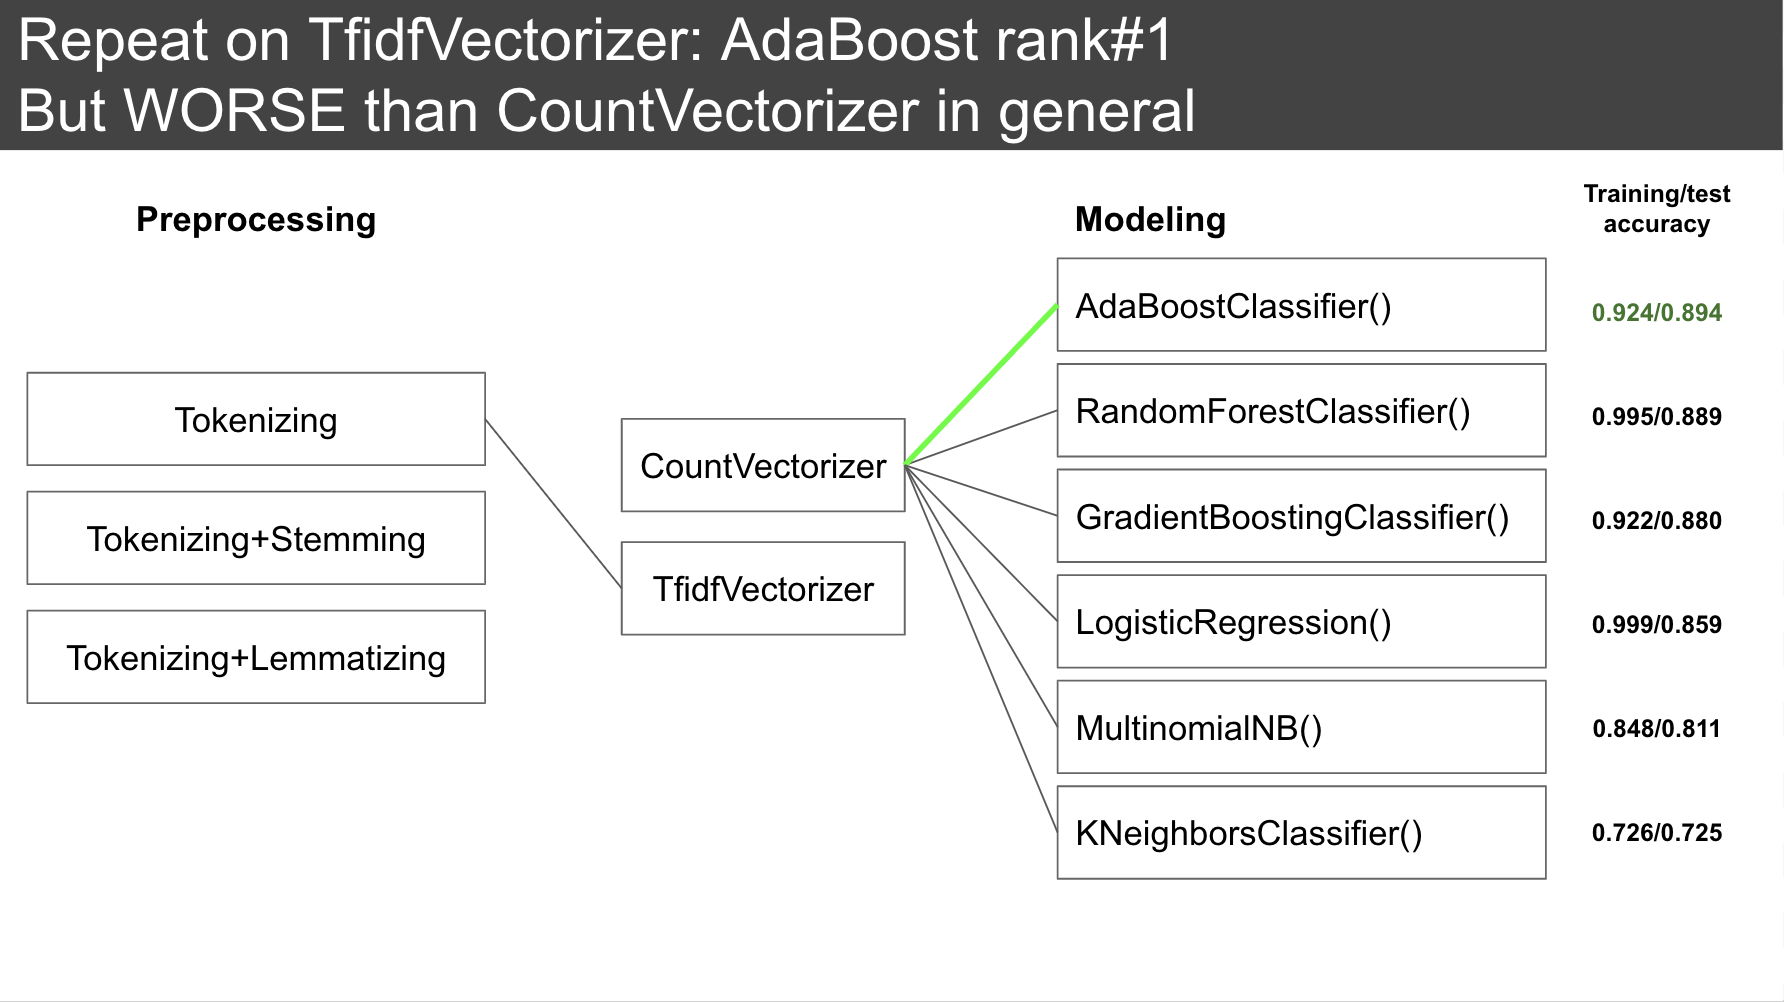 Repeat on TfidfVectorizer: AdaBoost rank#1
But WORSE than CountVectorizer in general
Preprocessing
Modeling
Training/test
accuracy
Tokenizing
Tokenizing+Stemming
Tokenizing+Lemmatizing
CountVectorizer
TfidfVectorizer
AdaBoostClassifier()
0.924/0.894
RandomForestClassifier()
0.995/0.889
GradientBoostingClassifier()
0.922/0.880
LogisticRegression()
0.999/0.859
MultinomialNB()
0.848/0.811
KNeighborsClassifier()
0.726/0.725